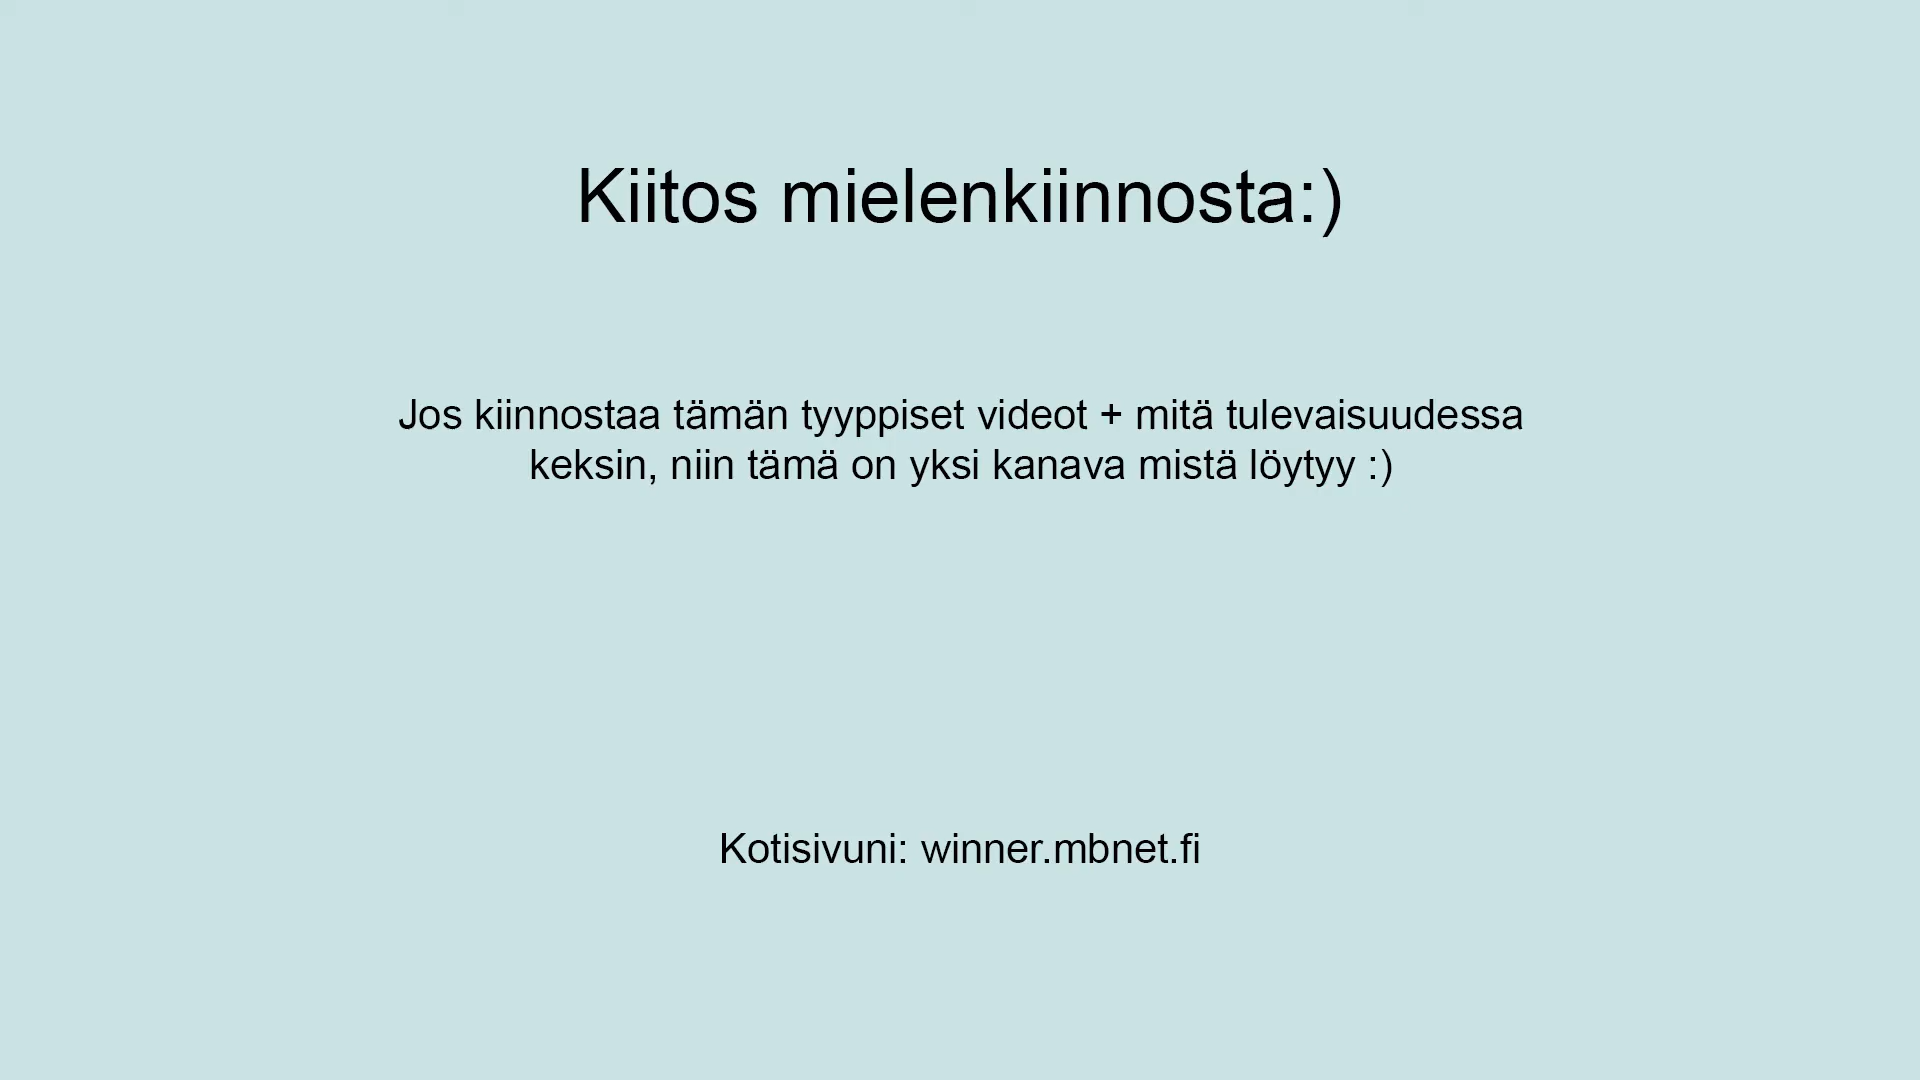 Kiitos mielenkiinnosta:)
Jos kiinnostaa tämän tyyppiset videot + mitä tulevaisuudessa
keksin, niin tämä on yksi kanava mistä löytyy :)
Kotisivuni: winner.mbnet.fi